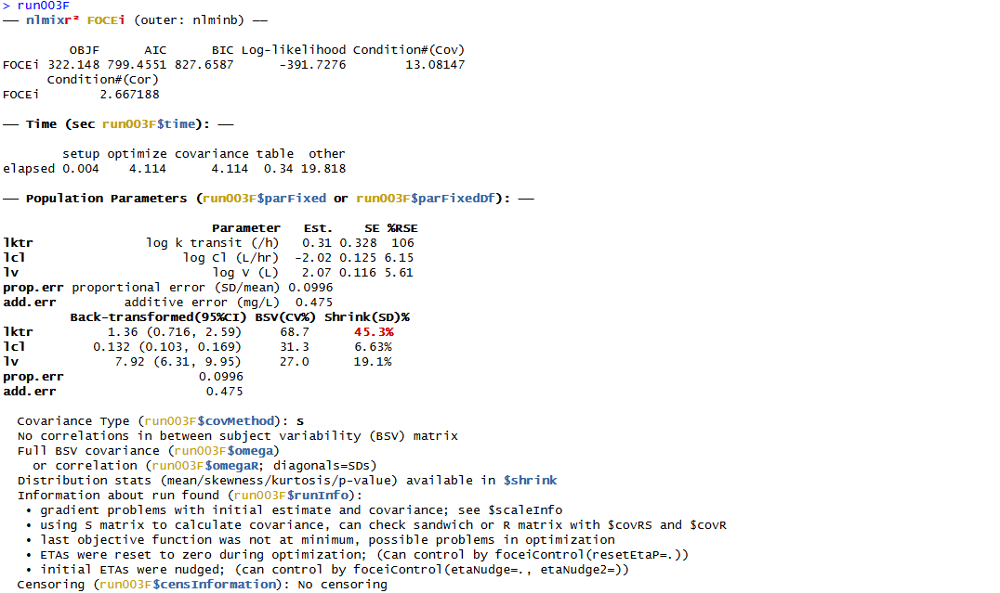 > run003F
── nlmixr² FOCEi (outer: nlminb) ──
OBJF AIC BIC Log-likelihood Condition#(Cov)
FOCEi 322.148 799.4551 827.6587 -391.7276 13.08147
Condition#(Cor)
FOCEi 2.667188
── Time (sec run003F$time): ──
setup optimize covariance table other
elapsed 0.004 4.114 4.114 0.34 19.818
── Population Parameters (run003F$parFixed or run003F$parFixedDf): ──
Parameter Est. SE %RSE
lktr log k transit (/h) 0.31 0.328 106
lcl log Cl (L/hr) -2.02 0.125 6.15
lv log V (L) 2.07 0.116 5.61
prop.err proportional error (SD/mean) 0.0996
add.err additive error (mg/L) 0.475
Back-transformed(95%CI) BSV(CV%) Shrink(SD)%
lktr 1.36 (0.716, 2.59) 68.7 45.3%
lcl 0.132 (0.103, 0.169) 31.3 6.63%
lv 7.92 (6.31, 9.95) 27.0 19.1%
prop.err 0.0996
add.err 0.475
Covariance Type (run003F$covMethod): s
No correlations in between subject variability (BSV) matrix
Full BSV covariance (run003F$omega)
or correlation (run003F$omegaR; diagonals=SDs)
Distribution stats (mean/skewness/kurtosis/p-value) available in $shrink
Information about run found (run003F$runInfo):
• gradient problems with initial estimate and covariance; see $scaleInfo
• using S matrix to calculate covariance, can check sandwich or R matrix with $covRS and $covR
• last objective function was not at minimum, possible problems in optimization
• ETAs were reset to zero during optimization; (Can control by foceiControl(resetEtaP=.))
• initial ETAs were nudged; (can control by foceiControl(etaNudge=., etaNudge2=))
Censoring (run003F$censInformation): No censoring